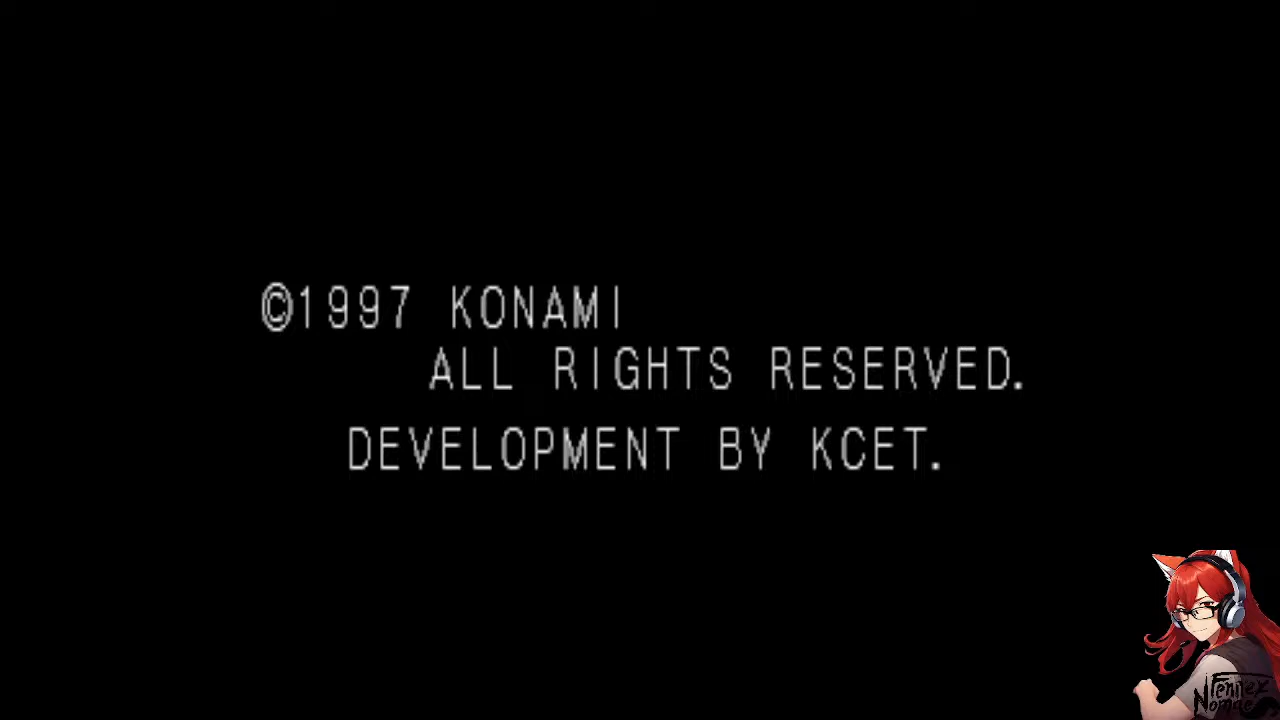 ©1997 KONAMI
ALL RIGHTS RESERVED.
DEVELOPMENT BY KCET.